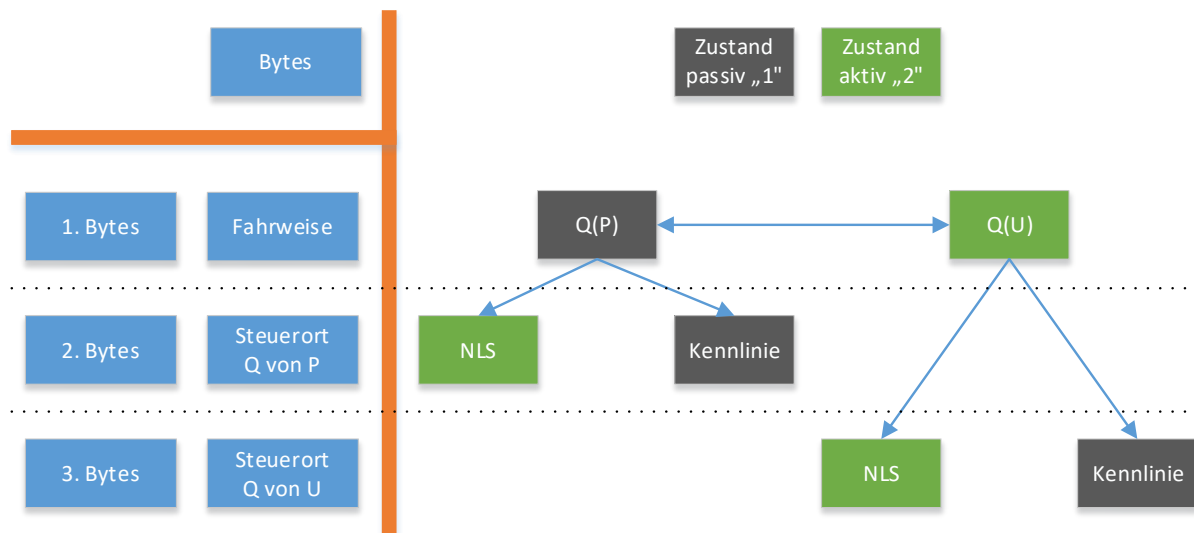 Bytes
Zustand
passiv „1"
Zustand
aktiv „2"
1. Bytes
Fahrweise
Q(P)
Q(U)
2. Bytes
Steuerort
Q von P
NLS
Kennlinie
3. Bytes
Steuerort
Q von U
NLS
Kennlinie